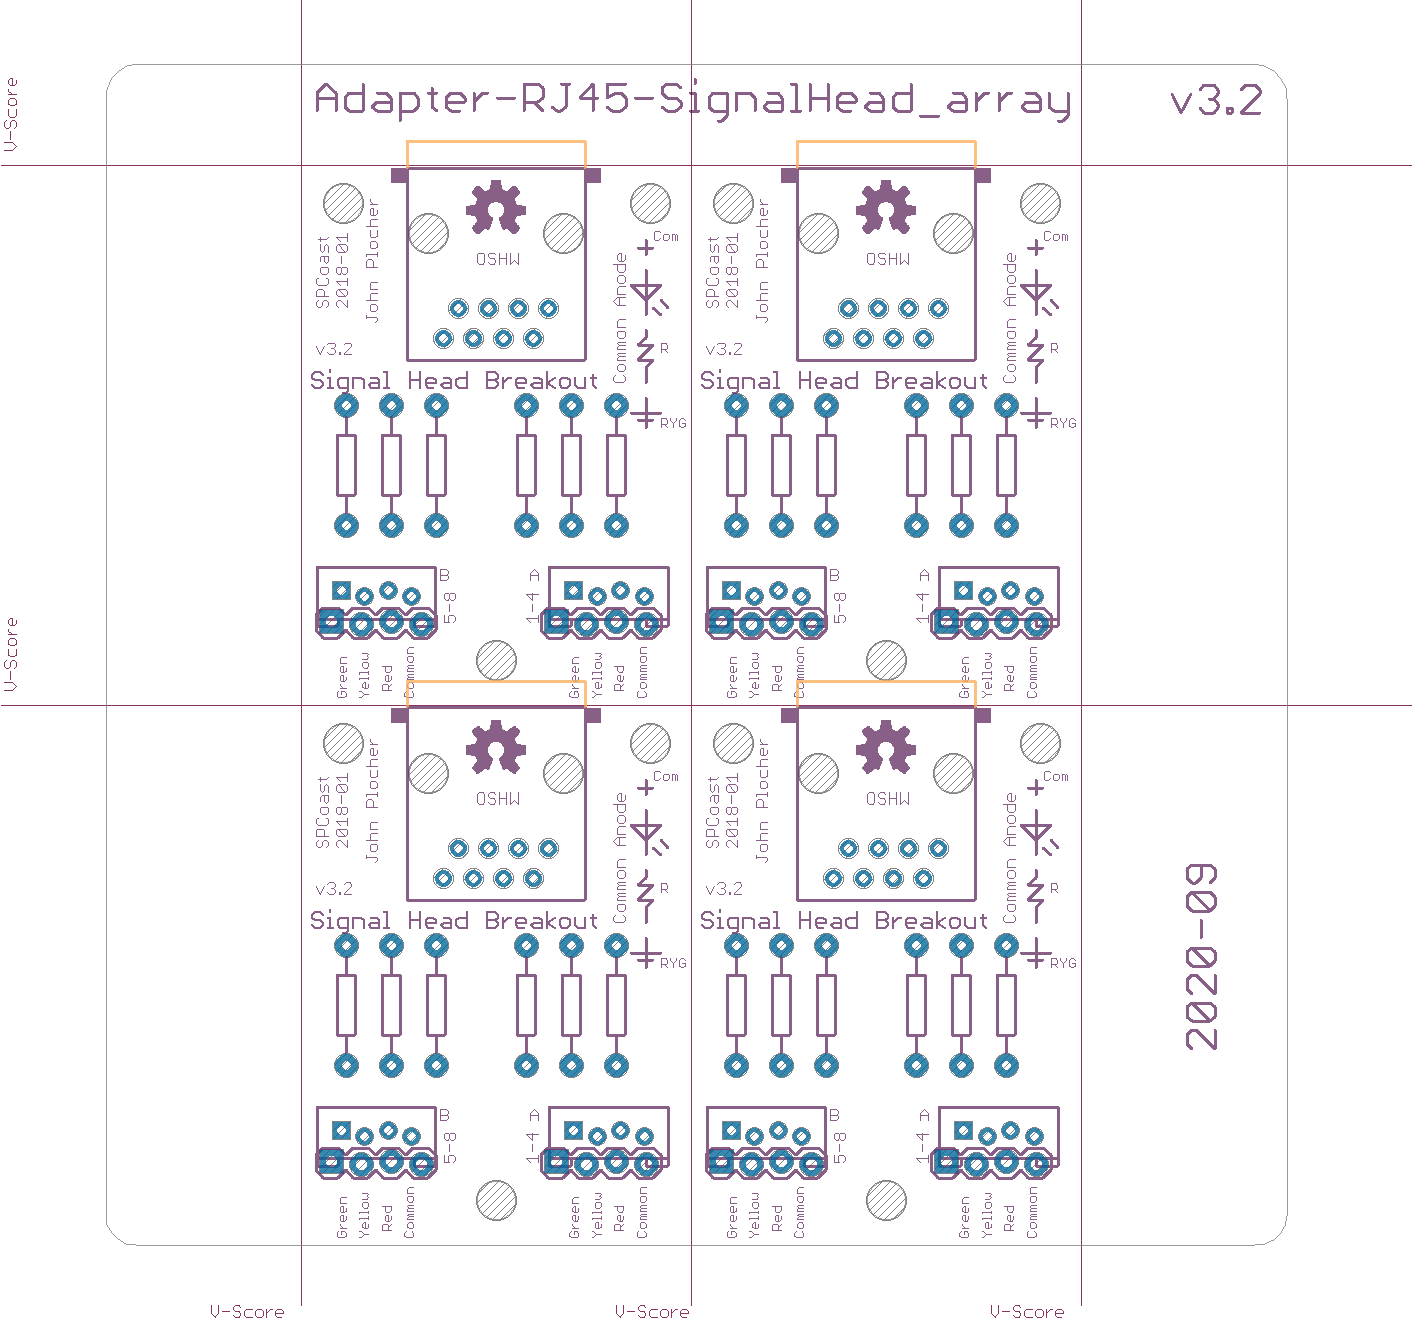 Adapter-RJ45-SignalHead_array v3.2
V-Score
SPCoast
2018-01
John Plocher
OSHW
Com
Common Anode
R
v3.2
Signal Head Breakout
RYG
B
5-8
A
1-4
Green
Yellow
Red
Common
Green
Yellow
Red
Common
SPCoast
2018-01
John Plocher
OSHW
Com
Common Anode
R
v3.2
Signal Head Breakout
RYG
B
5-8
A
1-4
Green
Yellow
Red
Common
Green
Yellow
Red
Common
V-Score
SPCoast
2018-01
John Plocher
OSHW
Com
Common Anode
R
v3.2
Signal Head Breakout
RYG
B
5-8
A
1-4
Green
Yellow
Red
Common
Green
Yellow
Red
Common
SPCoast
2018-01
John Plocher
OSHW
Com
Common Anode
R
v3.2
Signal Head Breakout
RYG
B
5-8
A
1-4
Green
Yellow
Red
Common
Green
Yellow
Red
Common
2020-09
V-Score
V-Score
V-Score